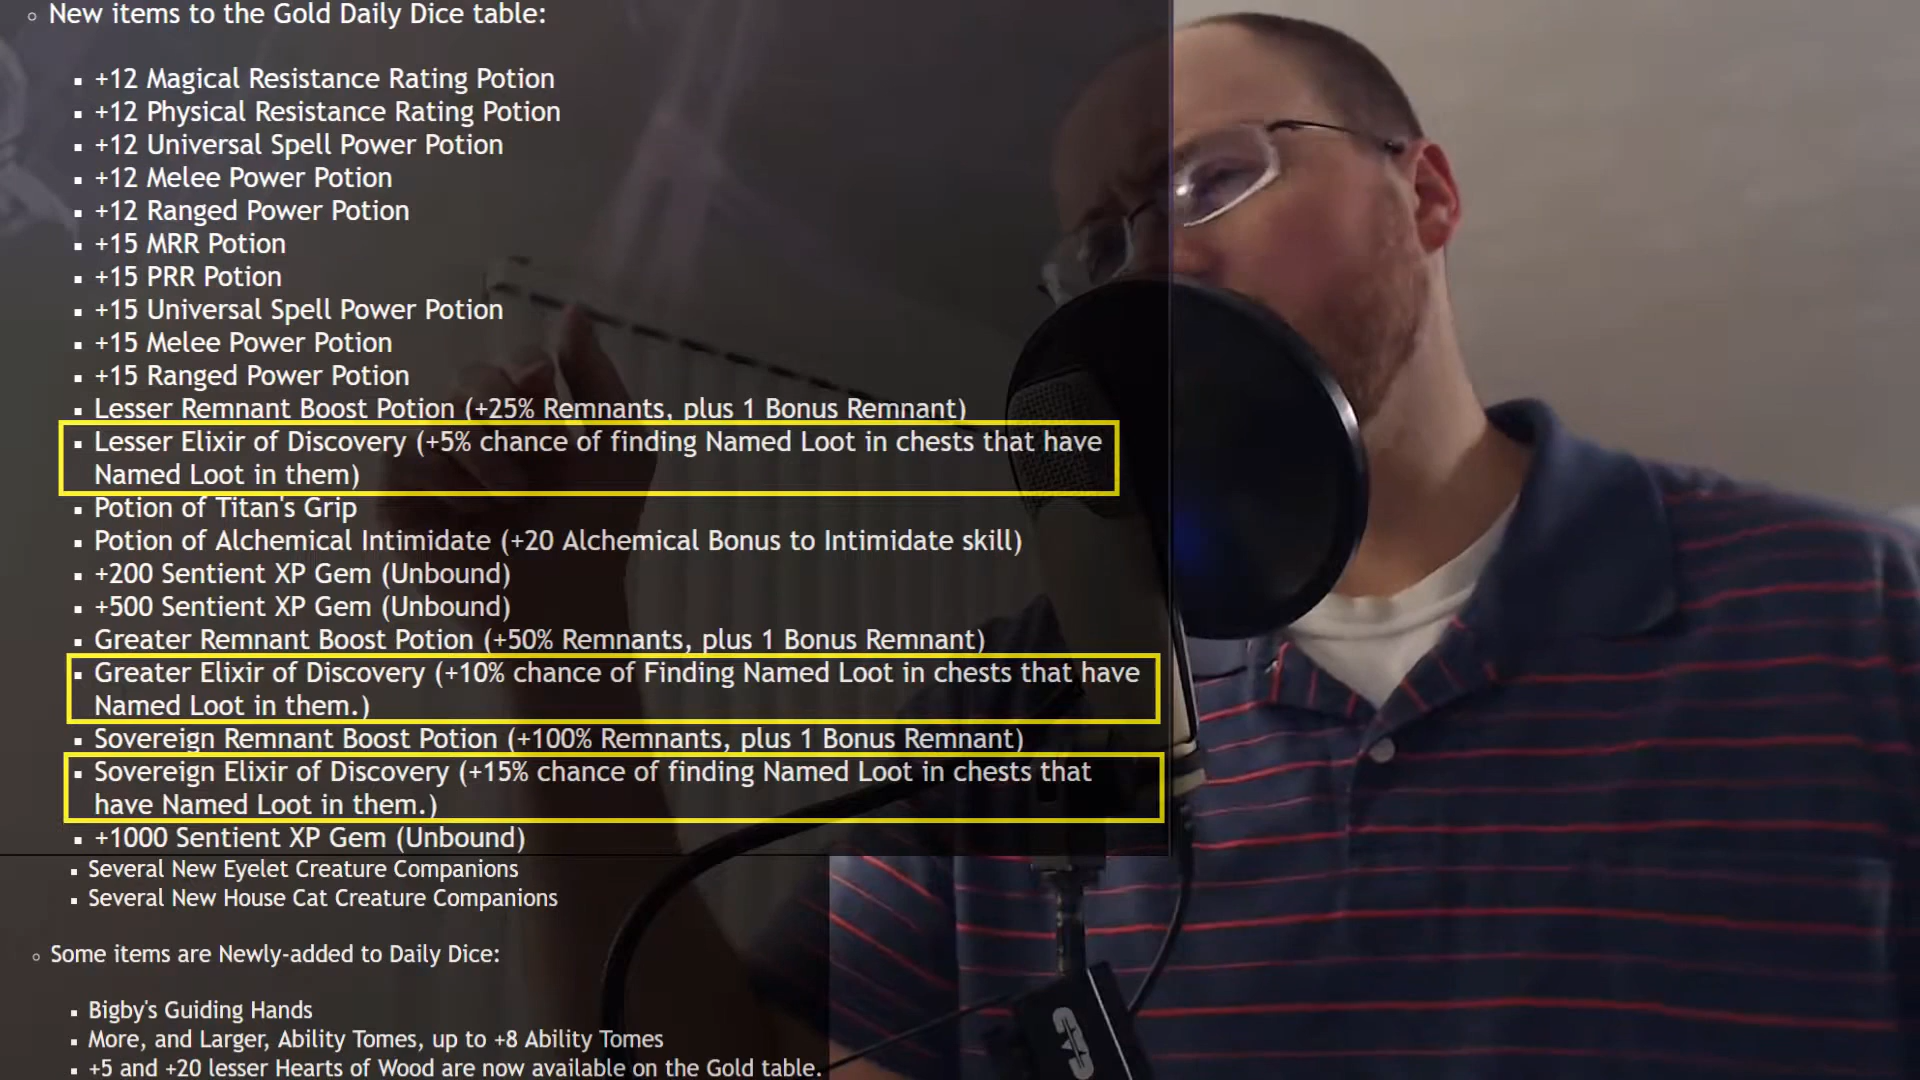 New items to the Gold Daily Dice table:
+12 Magical Resistance Rating Potion
+12 Physical Resistance Rating Potion
+12 Universal Spell Power Potion
+12 Melee Power Potion
+12 Ranged Power Potion
+15 MRR Potion
+15 PRR Potion
+15 Universal Spell Power Potion
+15 Melee Power Potion
+15 Ranged Power Potion
Lesser Remnant Boost Potion (+25% Remnants, plus 1 Bonus Remnant)
Lesser Elixir of Discovery (+5% chance of finding Named Loot in chests that have
Named Loot in them)
Potion of Titan's Grip
Potion of Alchemical Intimidate (+20 Alchemical Bonus to Intimidate skill)
+200 Sentient XP Gem (Unbound)
+500 Sentient XP Gem (Unbound)
Greater Remnant Boost Potion (+50% Remnants, plus 1 Bonus Remnant)
Greater Elixir of Discovery (+10% chance of Finding Named Loot in chests that have
Named Loot in them.)
Sovereign Remnant Boost Potion (+100% Remnants, plus 1 Bonus Remnant)
Sovereign Elixir of Discovery (+15% chance of finding Named Loot in chests that
have Named Loot in them.)
+1000 Sentient XP Gem (Unbound)
Several New Eyelet Creature Companions
Several New House Cat Creature Companions
Some items are Newly-added to Daily Dice:
Bigby's Guiding Hands
More, and Larger, Ability Tomes, up to +8 Ability Tomes
+5 and +20 lesser Hearts of Wood are now available on the Gold table.